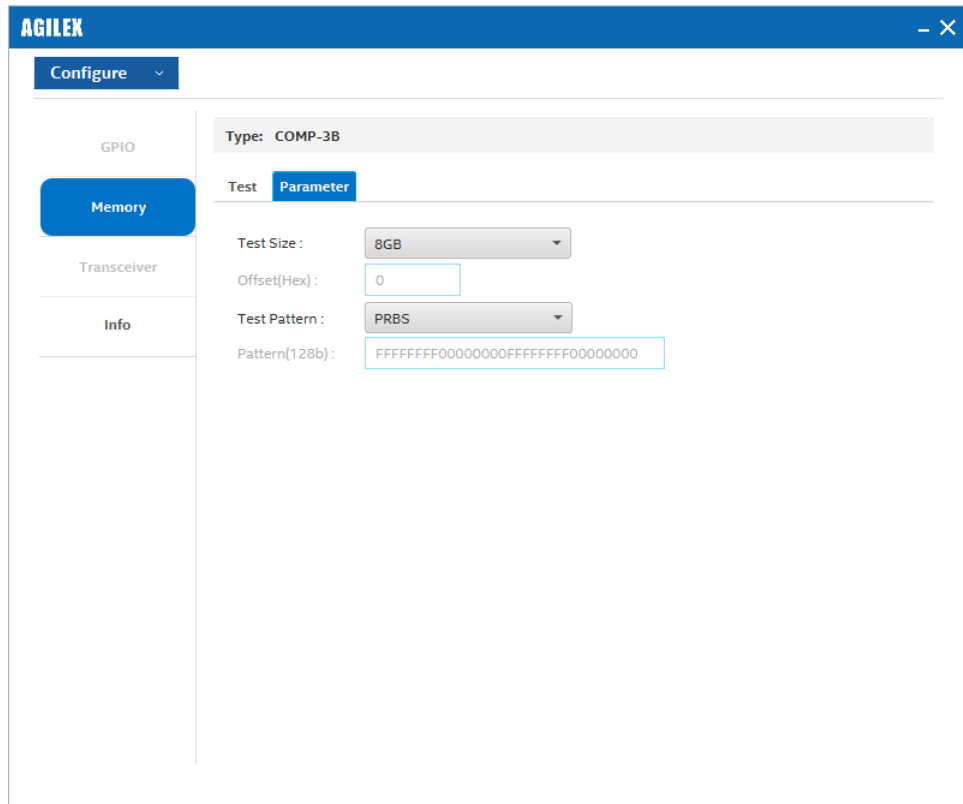 AGILEX
Configure
GPIO
Memory
Transceiver
Info
Type: COMP-3B
Test Parameter
Test Size : 8GB
Offset(Hex) : 0
Test Pattern : PRBS
Pattern(128b) : FFFFFFFF00000000FFFFFFFF00000000